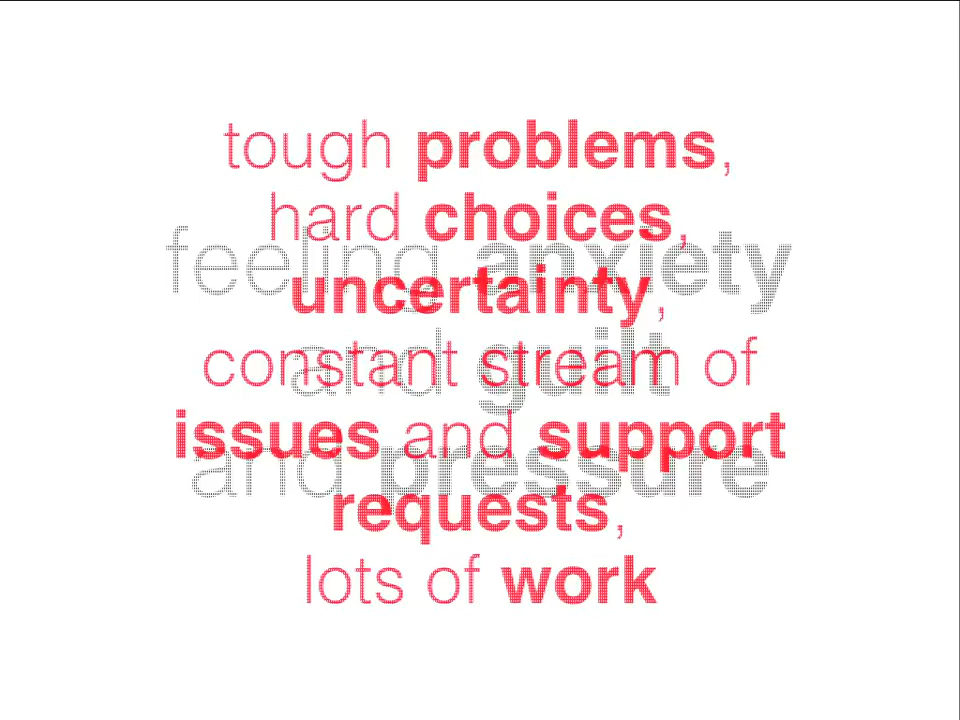 tough problems,
hard choices,
uncertainty,
constant stream of
issues and support
requests,
lots of work
feeling anxiety
and guilt
and pressure